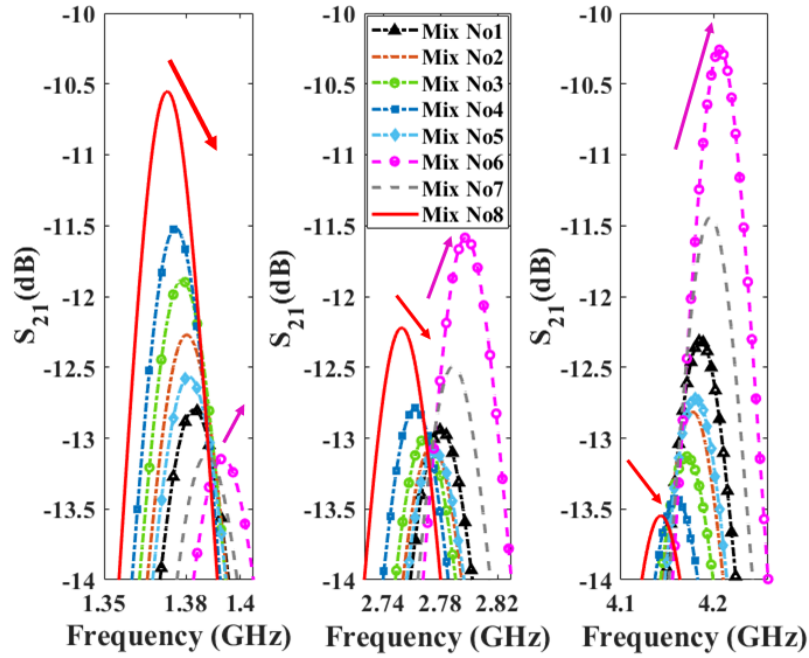 -10
-10.5
-11
-11.5
-12
-12.5
-13
-13.5
-14
S21(dB)
1.35
1.38
1.4
Frequency (GHz)
-10
-10.5
-11
-11.5
-12
-12.5
-13
-13.5
-14
S21(dB)
2.74
2.78
2.82
Frequency (GHz)
Mix No1
Mix No2
Mix No3
Mix No4
Mix No5
Mix No6
Mix No7
Mix No8
-10
-10.5
-11
-11.5
-12
-12.5
-13
-13.5
-14
S21(dB)
4.1
4.2
Frequency (GHz)